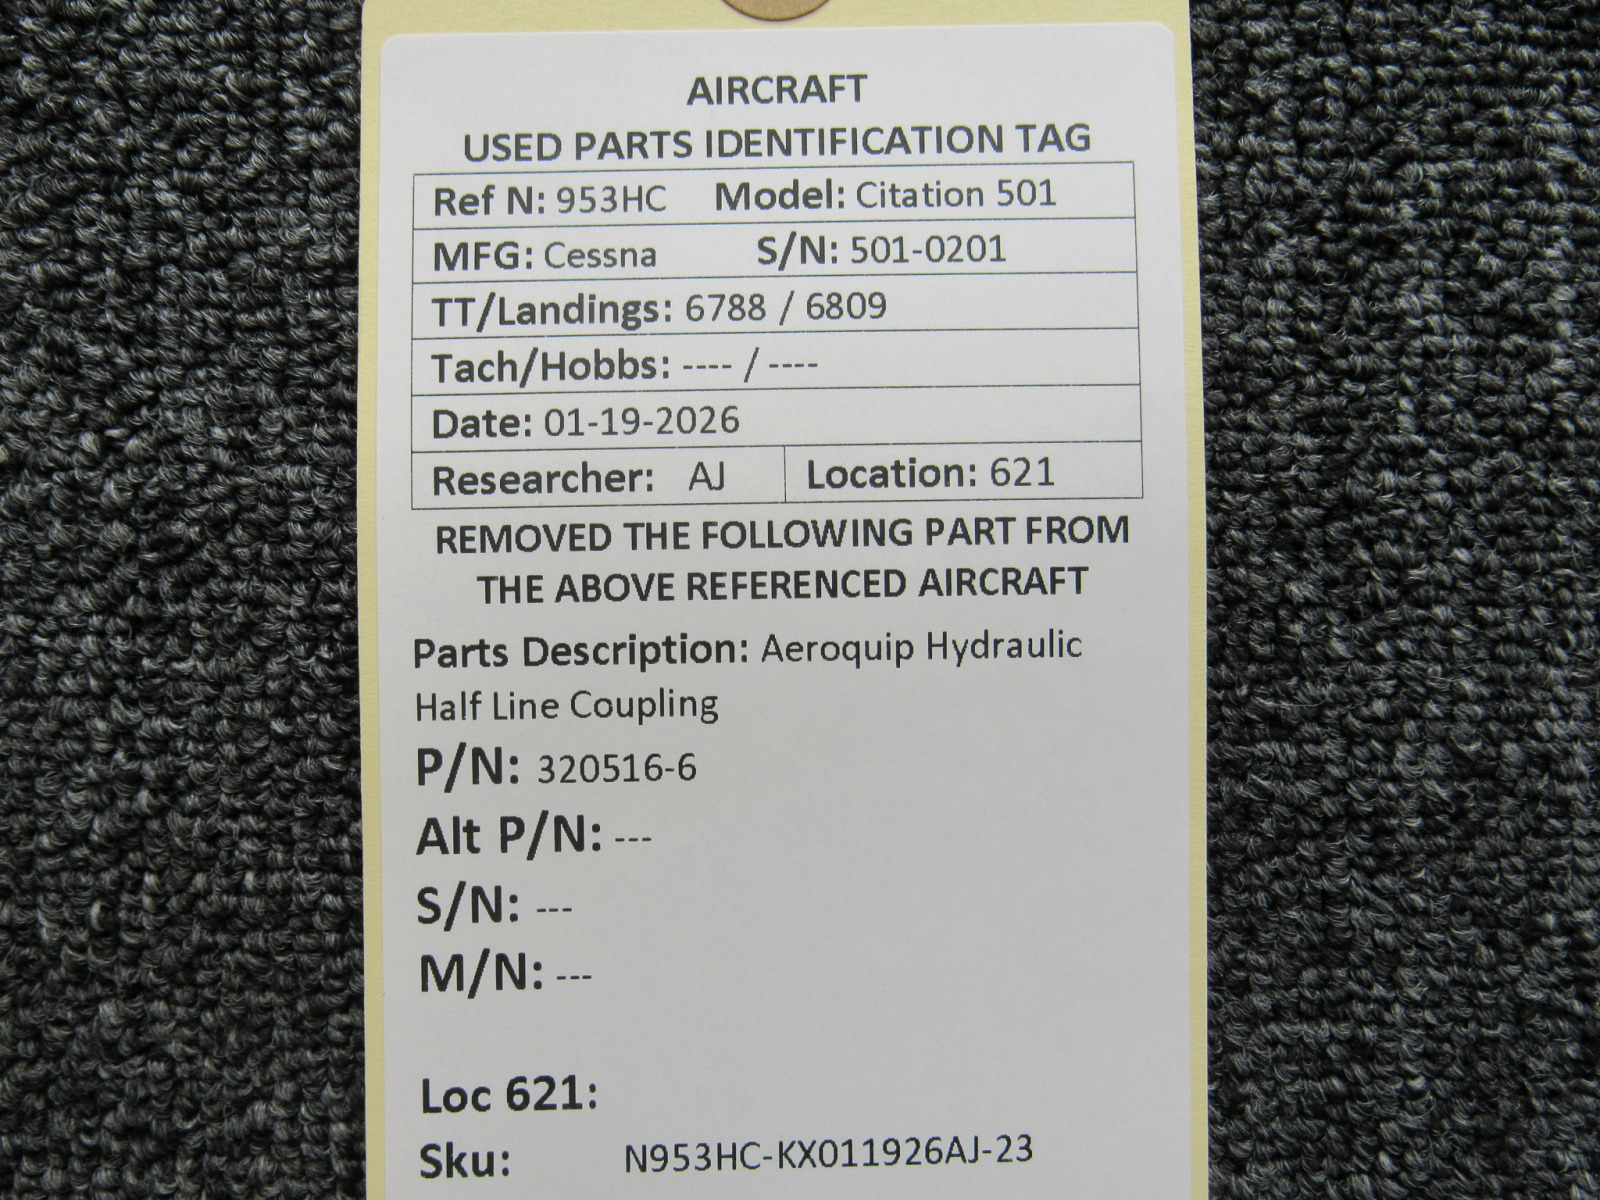 AIRCRAFT
USED PARTS IDENTIFICATION TAG
Ref N: 953HC Model: Citation 501
MFG: Cessna S/N: 501-0201
TT/Landings: 6788 / 6809
Tach/Hobbs: ---- / ----
Date: 01-19-2026
Researcher: AJ Location: 621
REMOVED THE FOLLOWING PART FROM
THE ABOVE REFERENCED AIRCRAFT
Parts Description: Aeroquip Hydraulic
Half Line Coupling
P/N: 320516-6
Alt P/N: ---
S/N: ---
M/N: ---
Loc 621:
Sku: N953HC-KX011926AJ-23